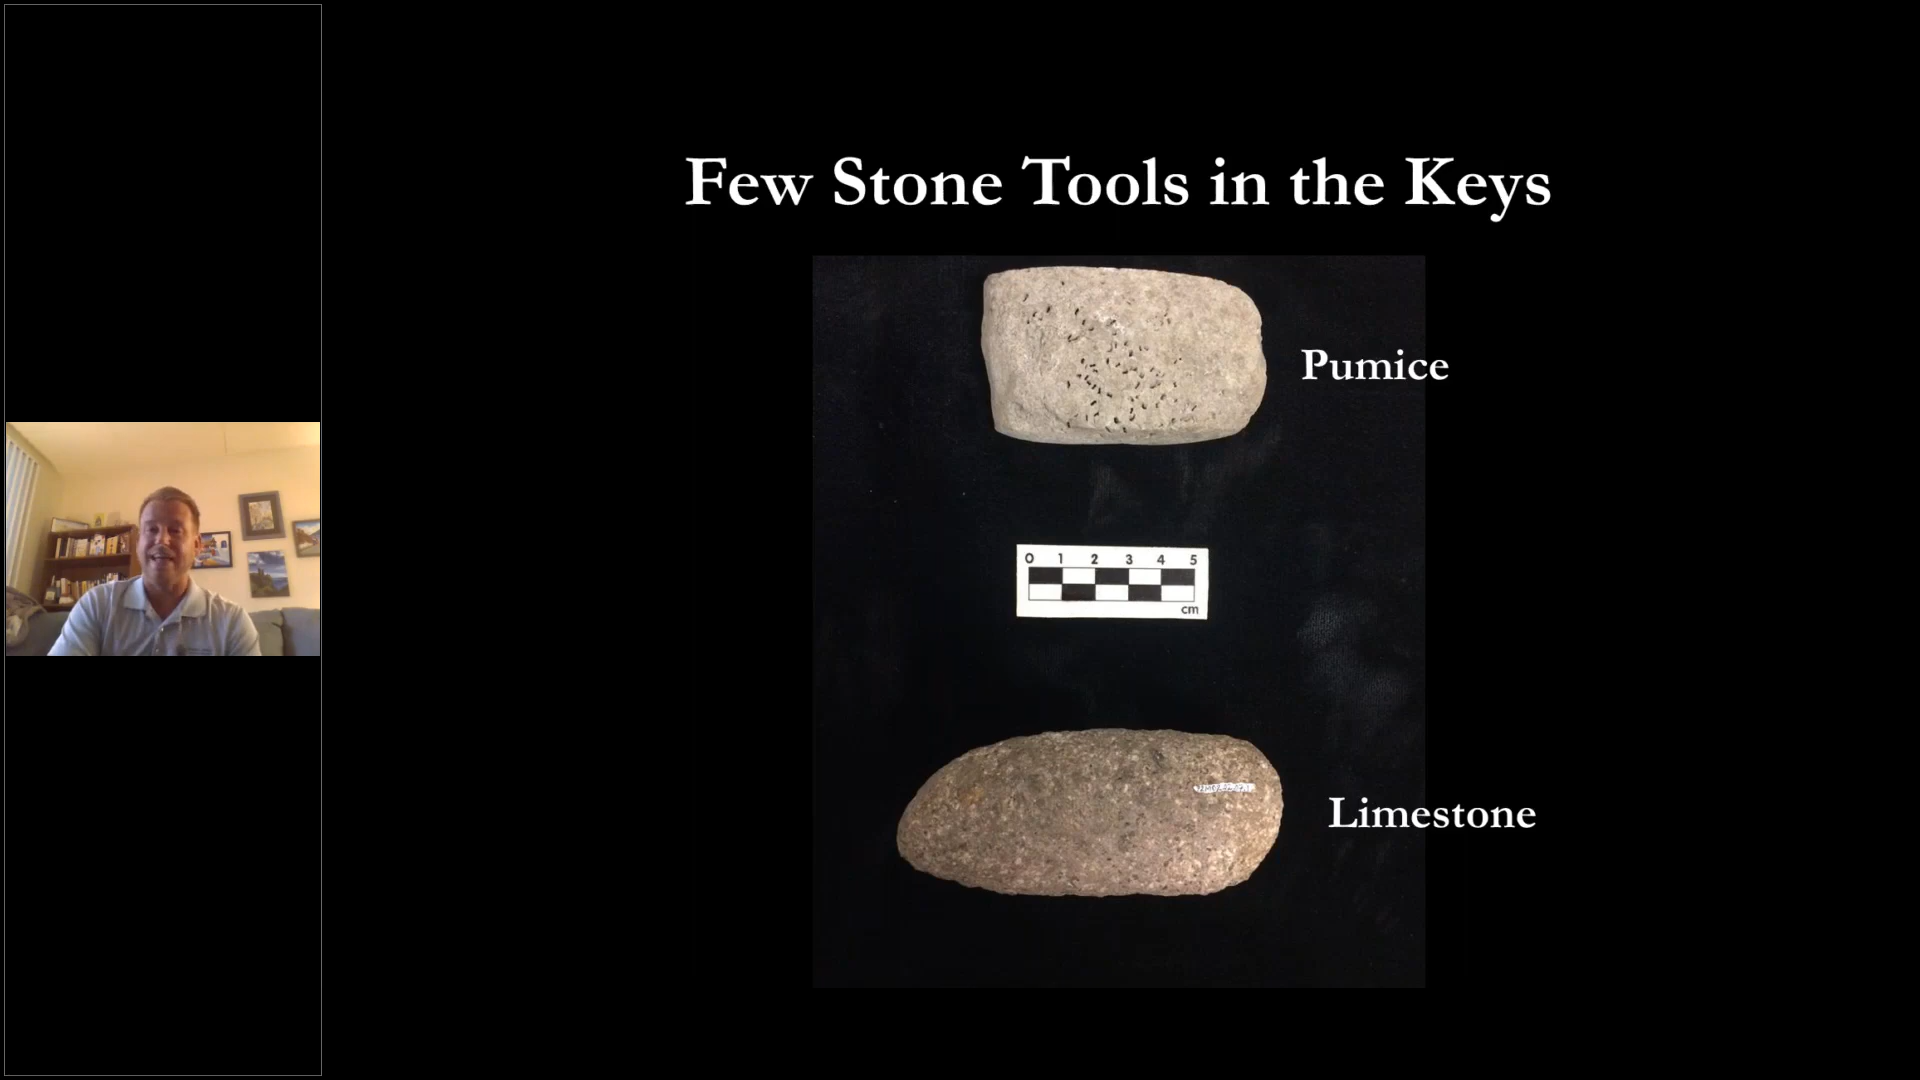 Few Stone Tools in the Keys
Pumice
0 1 2 3 4 5
cm
Limestone